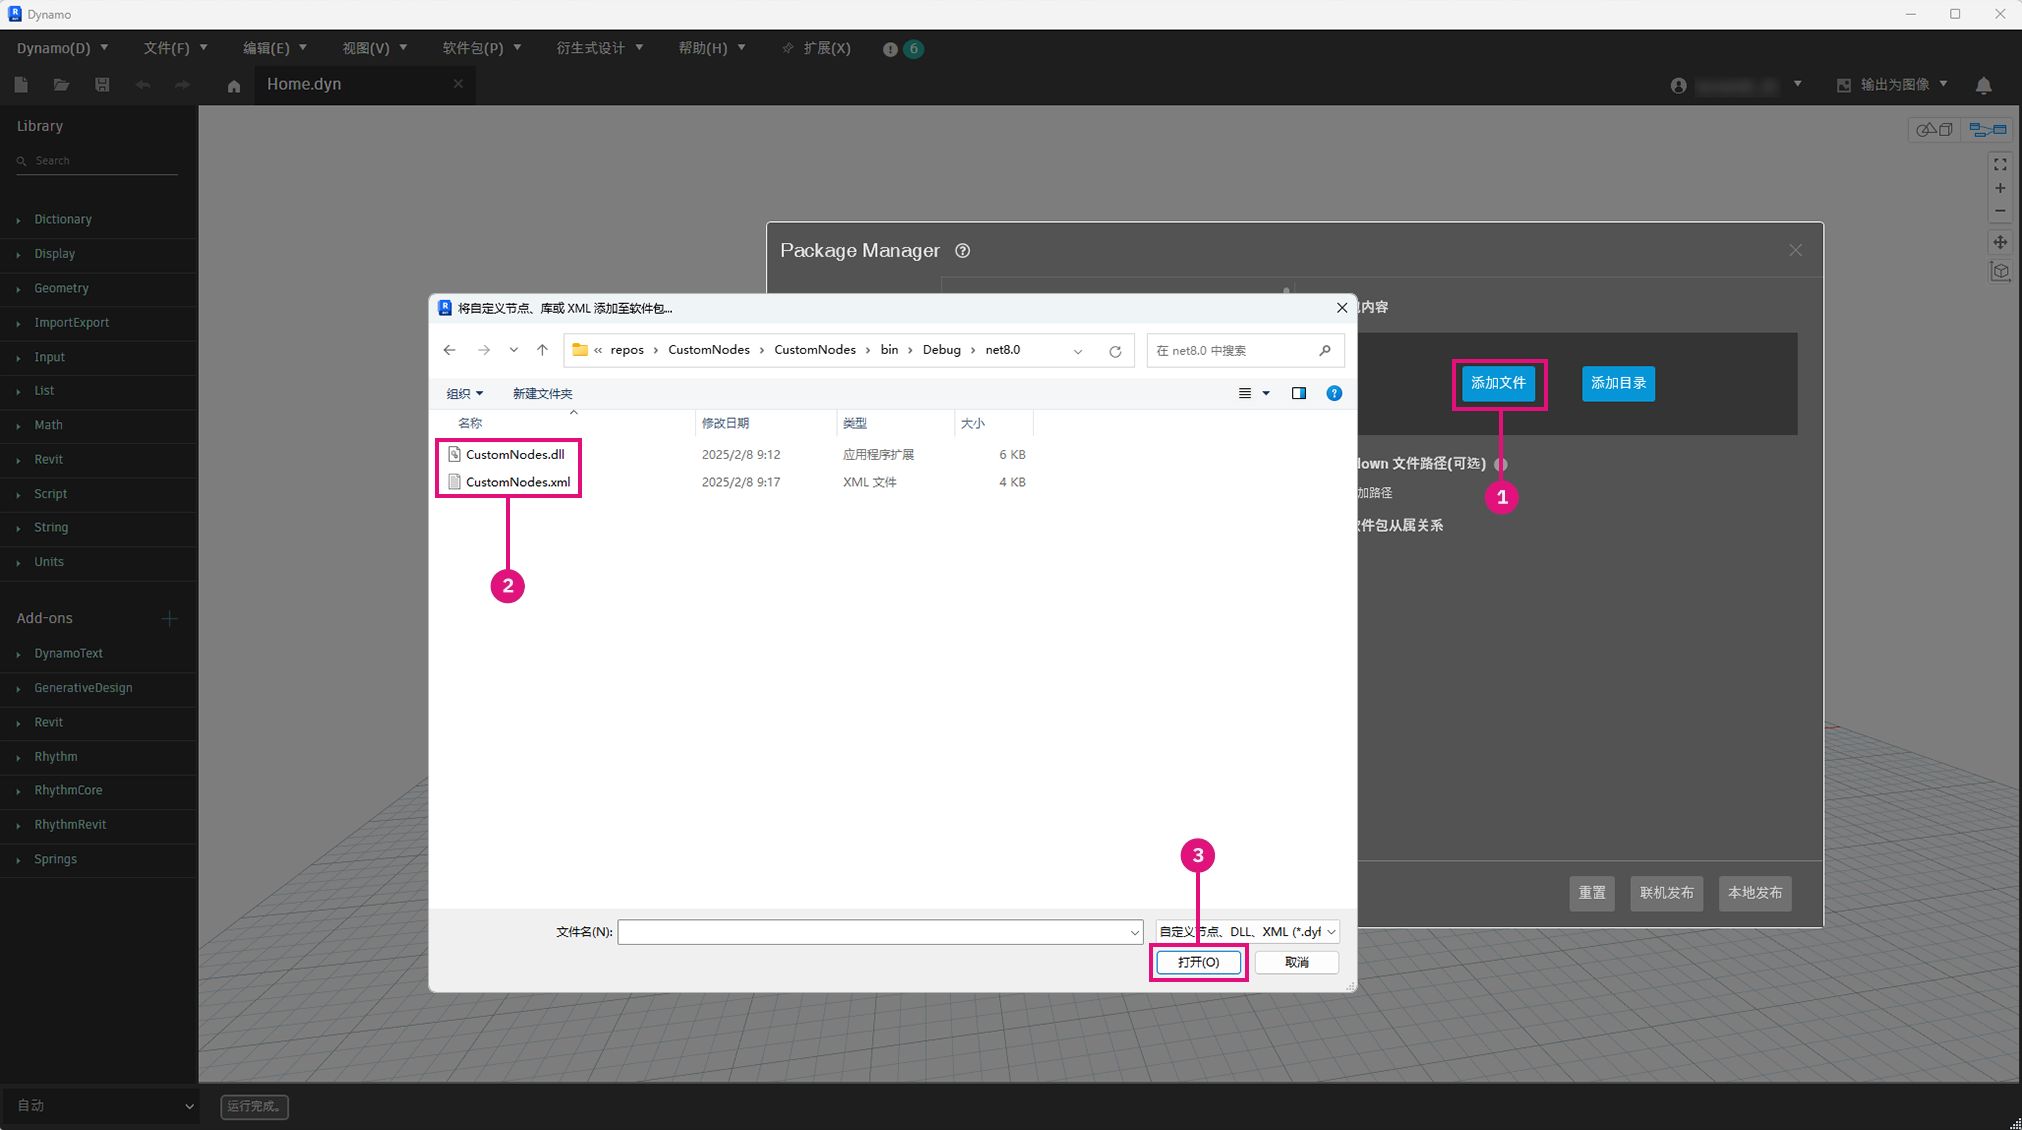 Dynamo
Dynamo(D) 文件(F) 编辑(E) 视图(V) 软件包(P) 衍生式设计 帮助(H) 扩展(X) 6
Home.dyn
输出为图像
Library
Search
Dictionary
Display
Geometry
ImportExport
Input
List
Math
Revit
Script
String
Units
Add-ons
DynamoText
GenerativeDesign
Revit
Rhythm
RhythmCore
RhythmRevit
Springs
Package Manager
内容
添加文件 添加目录
1
down 文件路径(可选)
加路径
件包从属关系
重置 联机发布 本地发布
将自定义节点、库或 XML 添加至软件包...
« repos › CustomNodes › CustomNodes › bin › Debug › net8.0
在 net8.0 中搜索
组织 新建文件夹
名称 修改日期 类型 大小
CustomNodes.dll 2025/2/8 9:12 应用程序扩展 6 KB
CustomNodes.xml 2025/2/8 9:17 XML 文件 4 KB
2
3
文件名(N): 自定义节点、DLL、XML (*.dyf
打开(O) 取消
自动 运行完成。